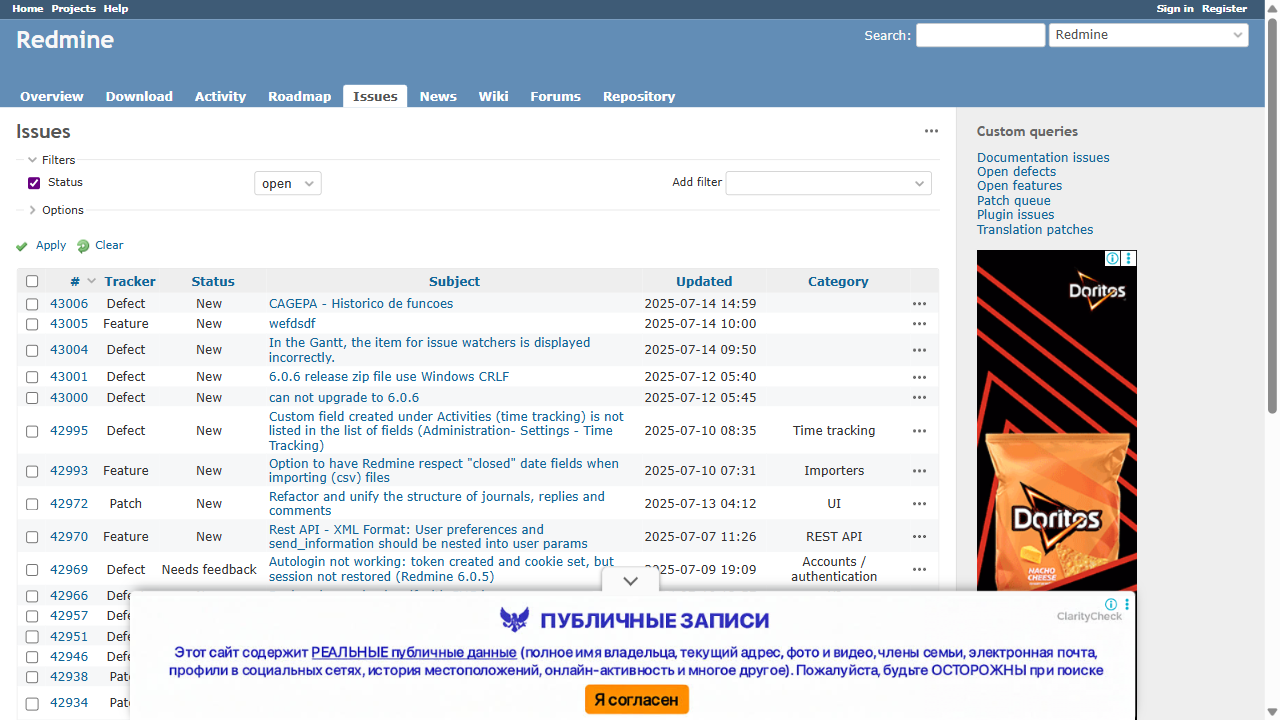 Home Projects Help Sign in Register
Redmine
Search: Redmine
Overview Download Activity Roadmap Issues News Wiki Forums Repository
Issues
Filters
Status open Add filter
Options
Apply Clear
# Tracker Status Subject Updated Category
43006 Defect New CAGEPA - Historico de funcoes 2025-07-14 14:59
43005 Feature New wefdsdf 2025-07-14 10:00
43004 Defect New In the Gantt, the item for issue watchers is displayed
incorrectly. 2025-07-14 09:50
43001 Defect New 6.0.6 release zip file use Windows CRLF 2025-07-12 05:40
43000 Defect New can not upgrade to 6.0.6 2025-07-12 05:45
42995 Defect New Custom field created under Activities (time tracking) is not
listed in the list of fields (Administration- Settings - Time
Tracking) 2025-07-10 08:35 Time tracking
42993 Feature New Option to have Redmine respect "closed" date fields when
importing (csv) files 2025-07-10 07:31 Importers
42972 Patch New Refactor and unify the structure of journals, replies and
comments 2025-07-13 04:12 UI
42970 Feature New Rest API - XML Format: User preferences and
send_information should be nested into user params 2025-07-07 11:26 REST API
42969 Defect Needs feedback Autologin not working: token created and cookie set, but
session not restored (Redmine 6.0.5) 2025-07-09 19:09 Accounts /
authentication
42966
42957
42951
42946
42938
42934
Custom queries
Documentation issues
Open defects
Open features
Patch queue
Plugin issues
Translation patches
Doritos
Doritos
NACHO
CHEESE
ClarityCheck
ПУБЛИЧНЫЕ ЗАПИСИ
Этот сайт содержит РЕАЛЬНЫЕ публичные данные (полное имя владельца, текущий адрес, фото и видео, члены семьи, электронная почта,
профили в социальных сетях, история местоположений, онлайн-активность и многое другое). Пожалуйста, будьте ОСТОРОЖНЫ при поиске
Я согласен